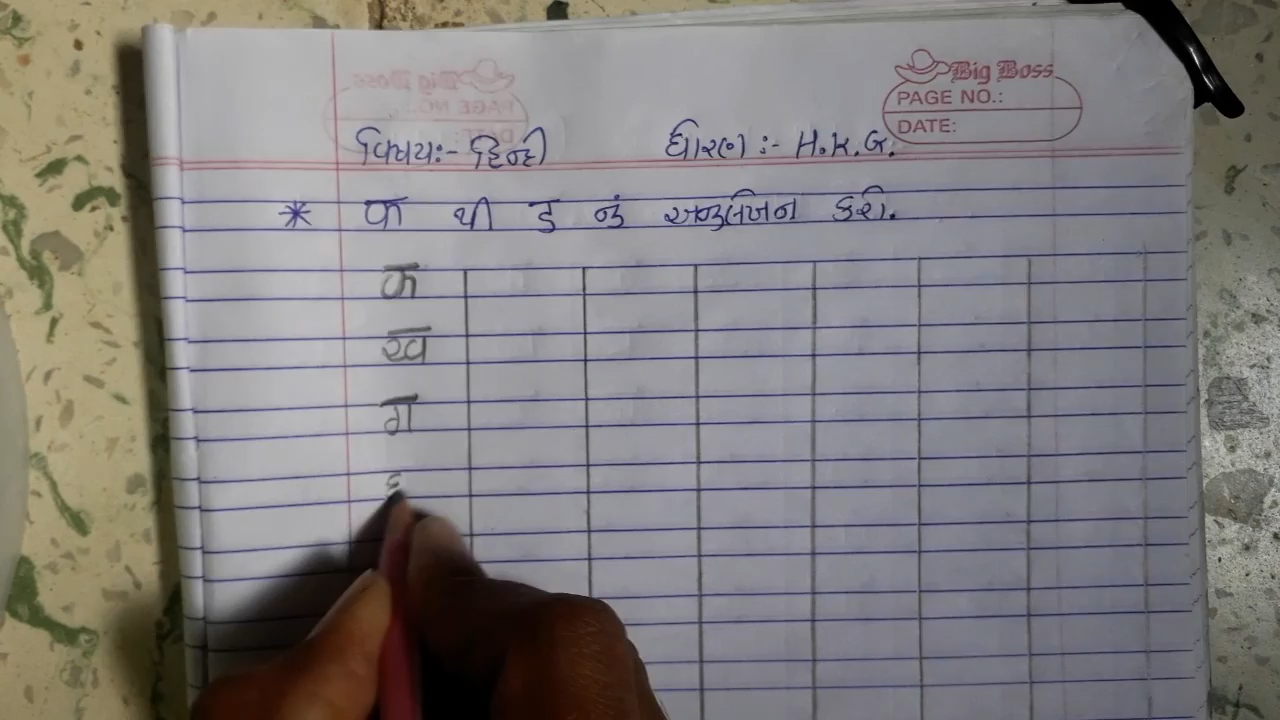 Big Boss
PAGE NO.:
DATE:
વિષય:- હિન્દી ધોરણ :- H.K.G.
* क થી ड નું અનુલેખન કરો.
क
ख
ग